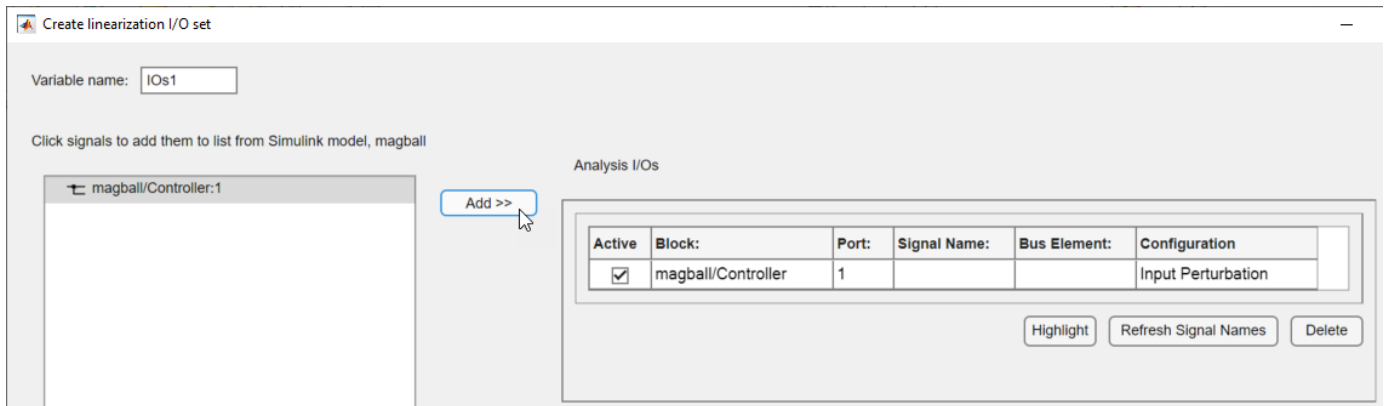 Create linearization I/O set
Variable name: IOs1
Click signals to add them to list from Simulink model, magball
magball/Controller:1
Add >>
Analysis I/Os
Active Block: Port: Signal Name: Bus Element: Configuration
magball/Controller 1 Input Perturbation
Highlight Refresh Signal Names Delete